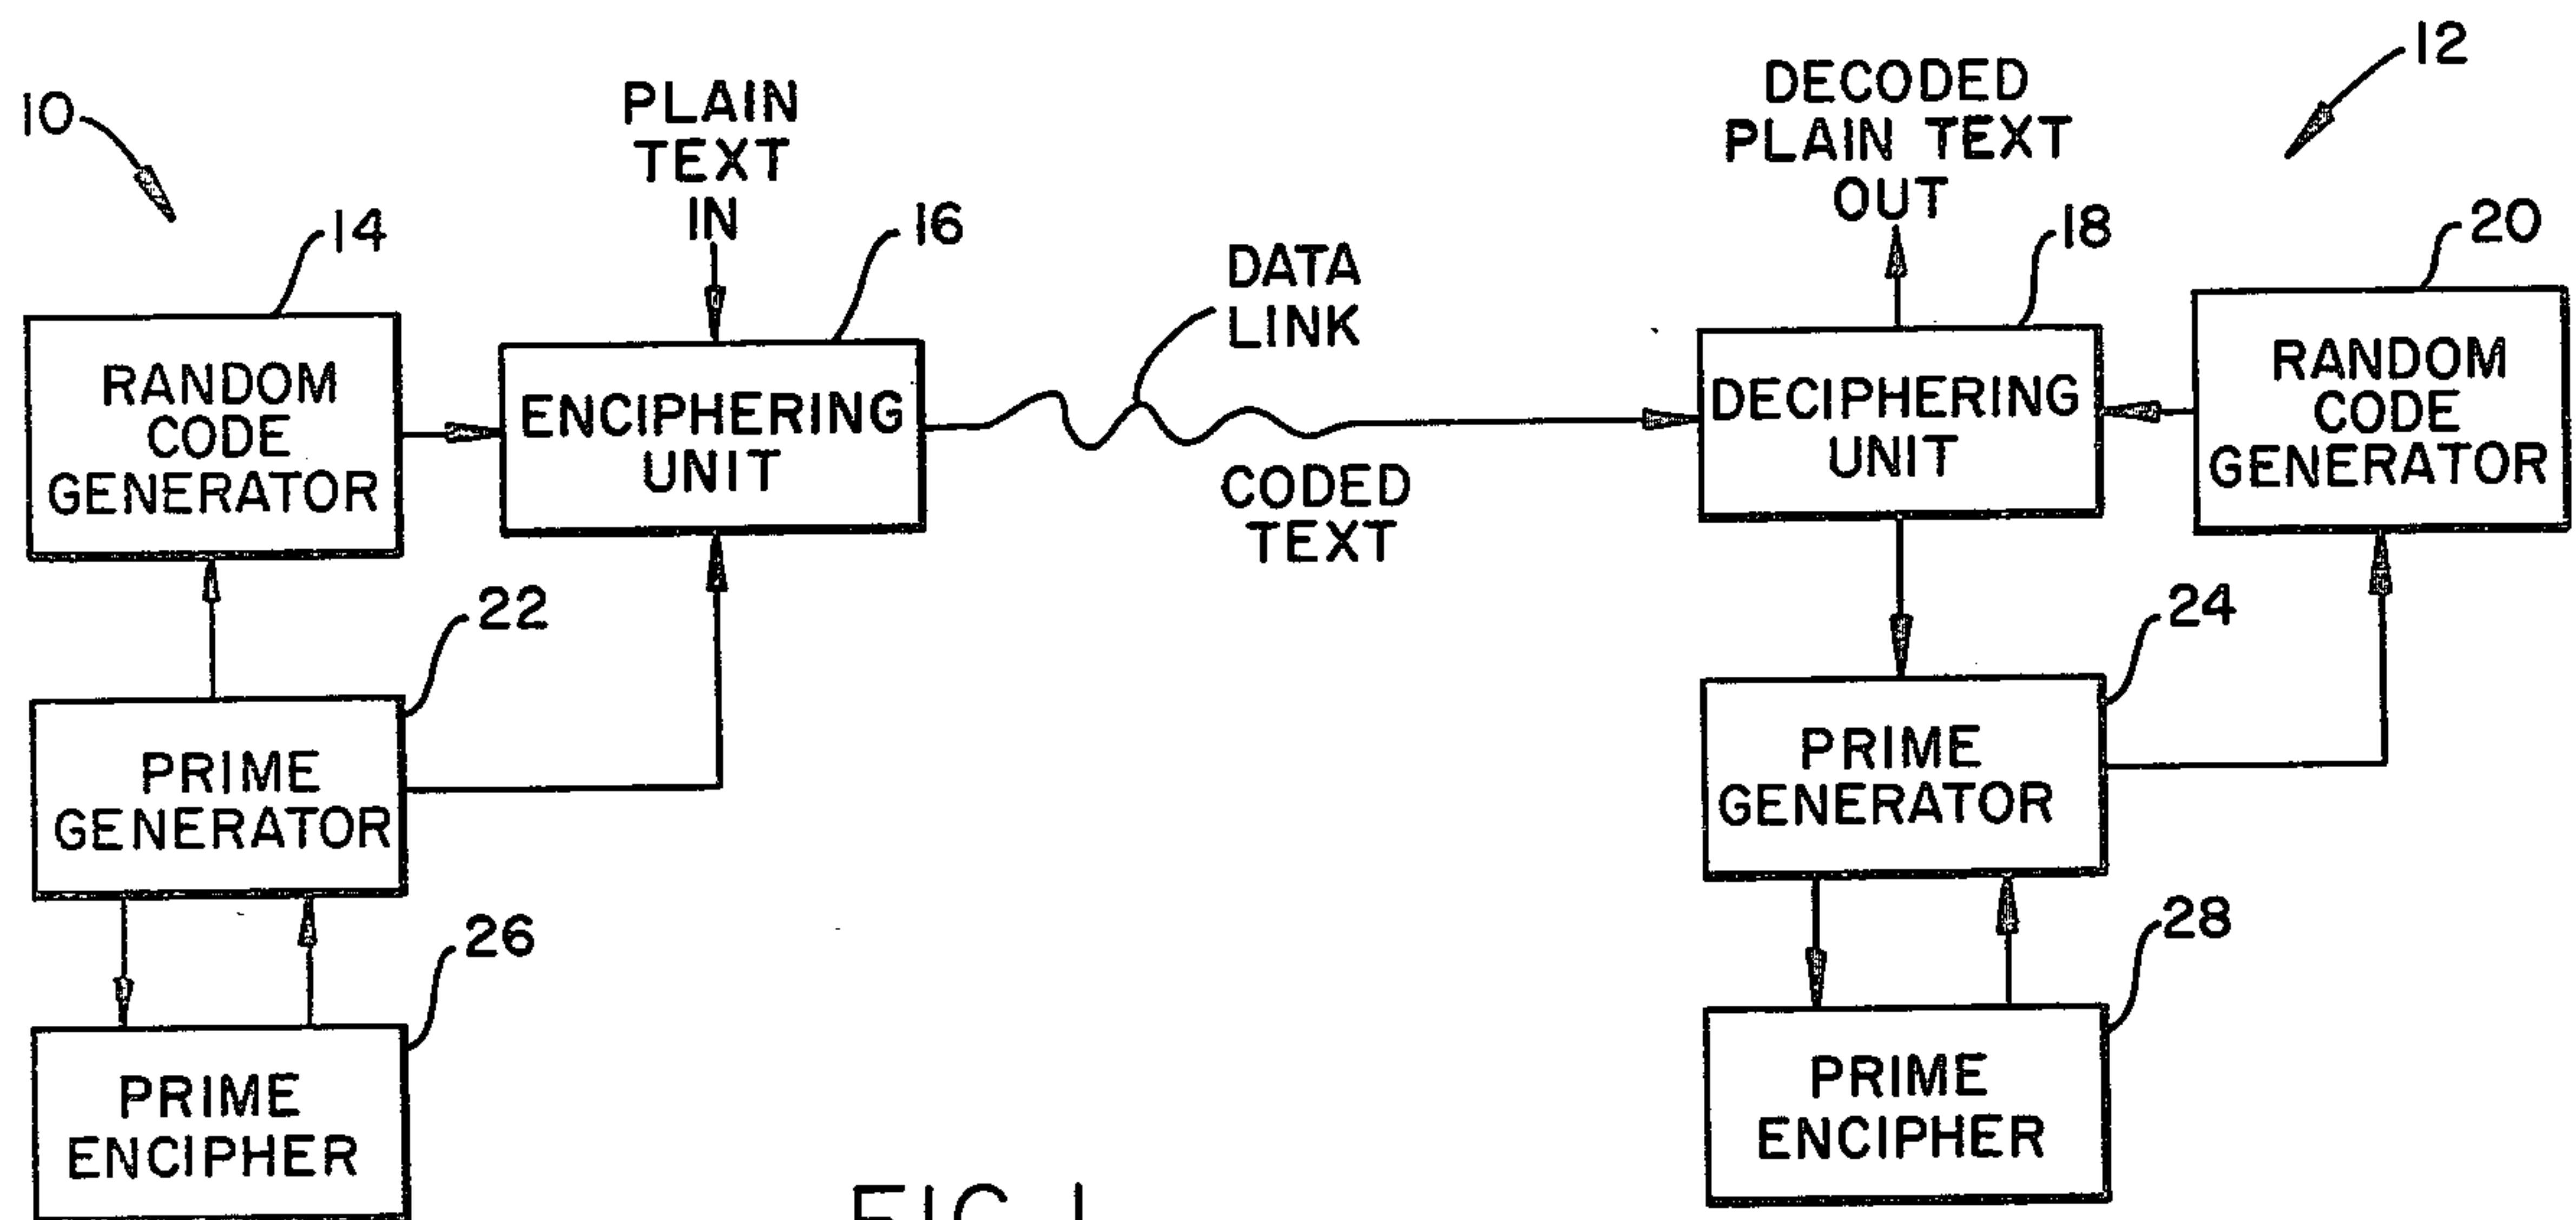 10
PLAIN
TEXT
IN
14
16
RANDOM
CODE
GENERATOR
ENCIPHERING
UNIT
22
PRIME
GENERATOR
26
PRIME
ENCIPHER
DATA
LINK
CODED
TEXT
12
DECODED
PLAIN TEXT
OUT
18
20
DECIPHERING
UNIT
RANDOM
CODE
GENERATOR
24
PRIME
GENERATOR
28
PRIME
ENCIPHER
FIG. 1